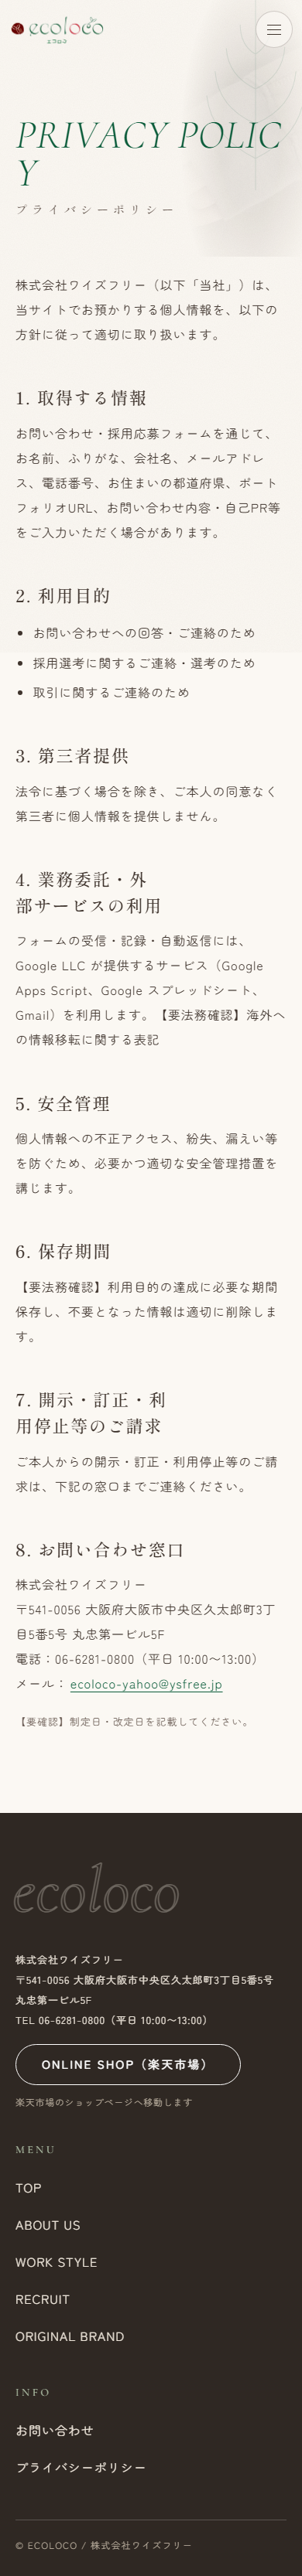 ecoloco
エコロコ
PRIVACY POLIC
Y
プライバシーポリシー
株式会社ワイズフリー（以下「当社」）は、
当サイトでお預かりする個人情報を、以下の
方針に従って適切に取り扱います。
1. 取得する情報
お問い合わせ・採用応募フォームを通じて、
お名前、ふりがな、会社名、メールアドレ
ス、電話番号、お住まいの都道府県、ポート
フォリオURL、お問い合わせ内容・自己PR等
をご入力いただく場合があります。
2. 利用目的
• お問い合わせへの回答・ご連絡のため
• 採用選考に関するご連絡・選考のため
• 取引に関するご連絡のため
3. 第三者提供
法令に基づく場合を除き、ご本人の同意なく
第三者に個人情報を提供しません。
4. 業務委託・外
部サービスの利用
フォームの受信・記録・自動返信には、
Google LLC が提供するサービス（Google
Apps Script、Google スプレッドシート、
Gmail）を利用します。【要法務確認】海外へ
の情報移転に関する表記
5. 安全管理
個人情報への不正アクセス、紛失、漏えい等
を防ぐため、必要かつ適切な安全管理措置を
講じます。
6. 保存期間
【要法務確認】利用目的の達成に必要な期間
保存し、不要となった情報は適切に削除しま
す。
7. 開示・訂正・利
用停止等のご請求
ご本人からの開示・訂正・利用停止等のご請
求は、下記の窓口までご連絡ください。
8. お問い合わせ窓口
株式会社ワイズフリー
〒541-0056 大阪府大阪市中央区久太郎町3丁
目5番5号 丸忠第一ビル5F
電話：06-6281-0800（平日 10:00〜13:00）
メール： ecoloco-yahoo@ysfree.jp
【要確認】制定日・改定日を記載してください。
ecoloco
株式会社ワイズフリー
〒541-0056 大阪府大阪市中央区久太郎町3丁目5番5号
丸忠第一ビル5F
TEL 06-6281-0800（平日 10:00〜13:00）
ONLINE SHOP（楽天市場）
楽天市場のショップページへ移動します
MENU
TOP
ABOUT US
WORK STYLE
RECRUIT
ORIGINAL BRAND
INFO
お問い合わせ
プライバシーポリシー
© ECOLOCO / 株式会社ワイズフリー